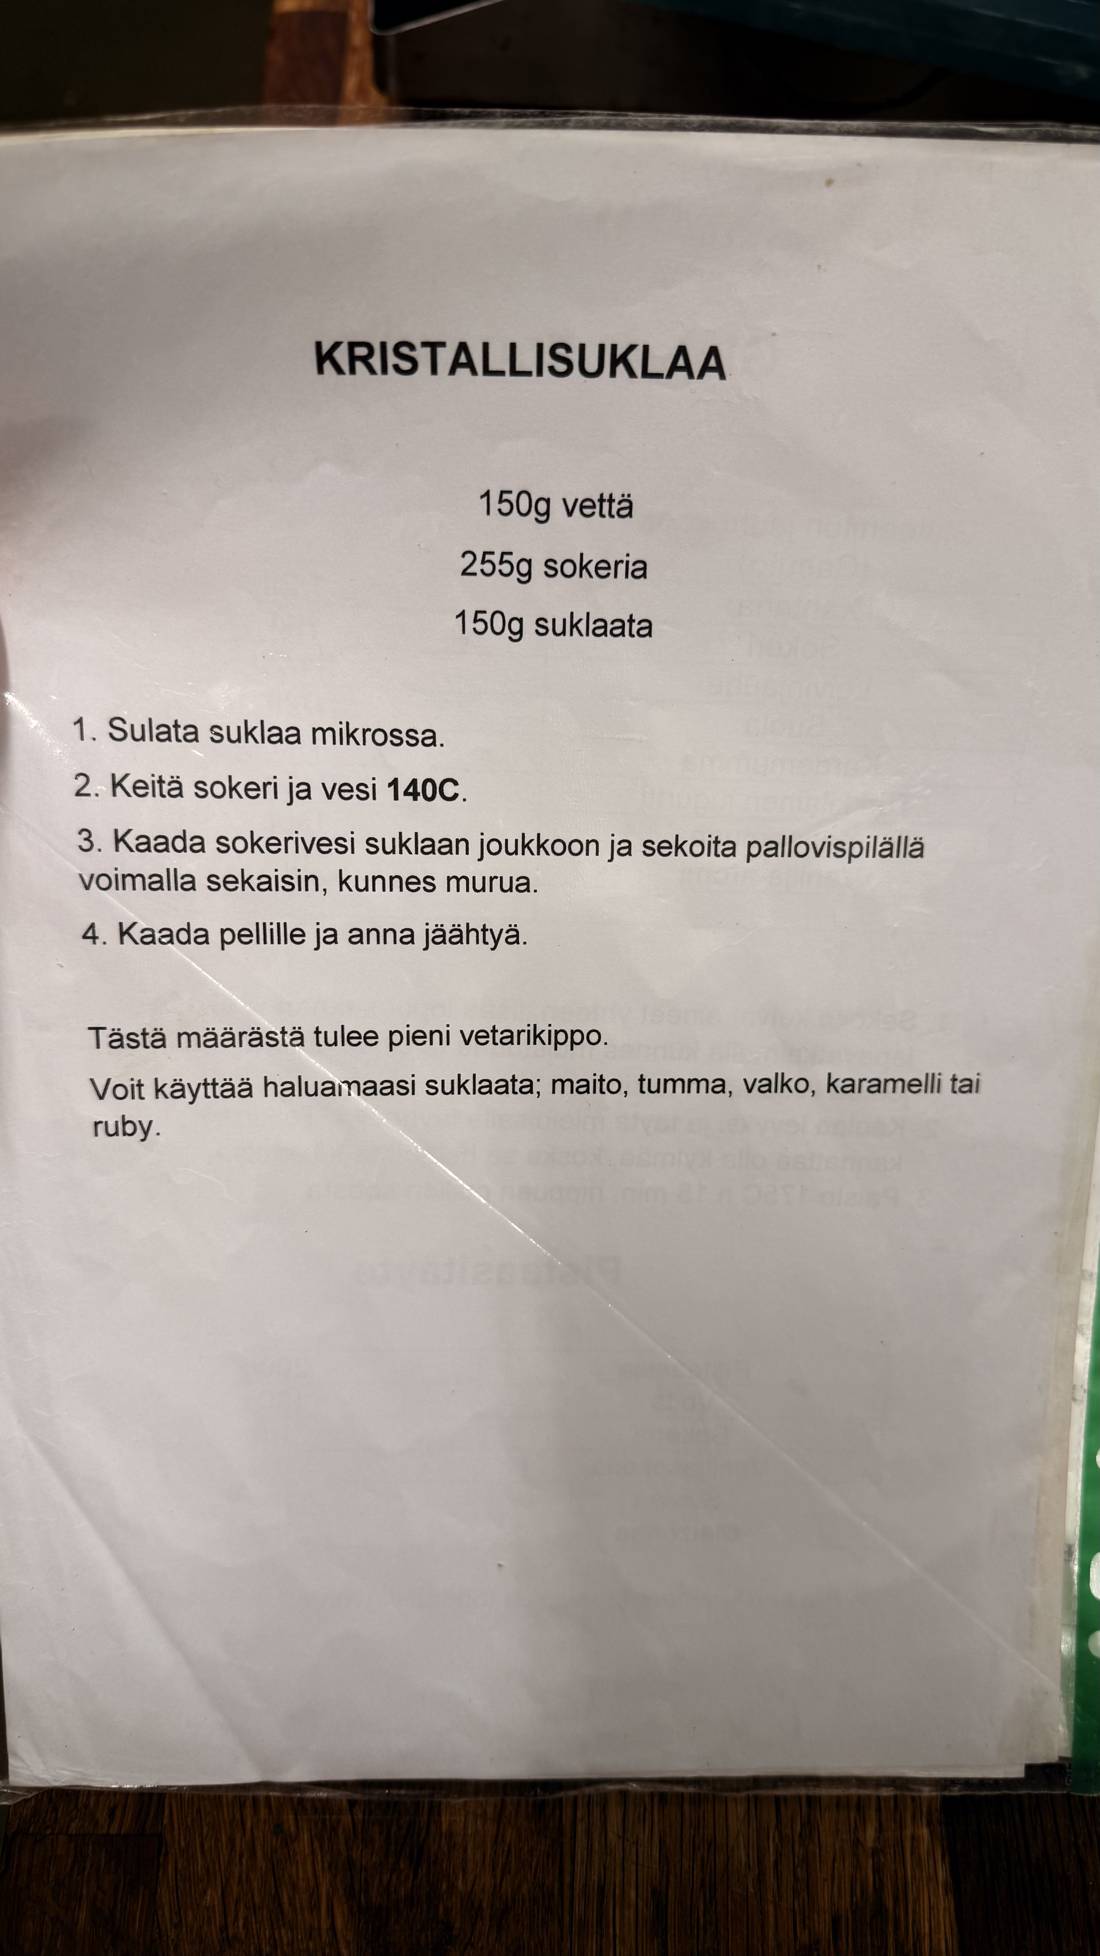 KRISTALLISUKLAA
150g vettä
255g sokeria
150g suklaata
1. Sulata suklaa mikrossa.
2. Keitä sokeri ja vesi 140C.
3. Kaada sokerivesi suklaan joukkoon ja sekoita pallovispilällä
voimalla sekaisin, kunnes murua.
4. Kaada pellille ja anna jäähtyä.
Tästä määrästä tulee pieni vetarikippo.
Voit käyttää haluamaasi suklaata; maito, tumma, valko, karamelli tai
ruby.